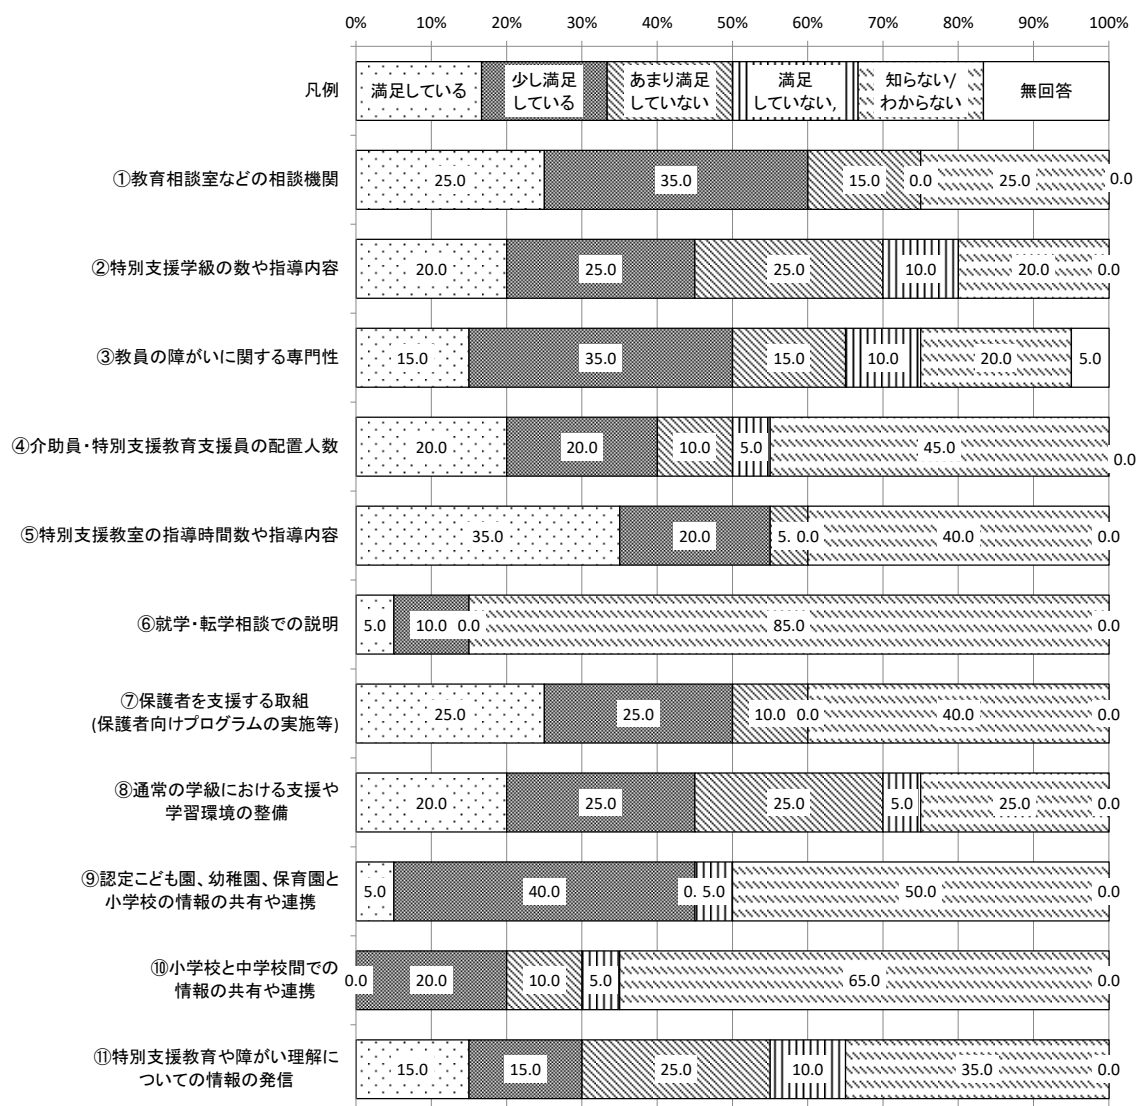 0% 10% 20% 30% 40% 50% 60% 70% 80% 90% 100%
凡例
満足している
少し満足
している
あまり満足
していない
満足
していない,
知らない/
わからない
無回答
①教育相談室などの相談機関
25.0 35.0 15.0 0.0 25.0 0.0
②特別支援学級の数や指導内容
20.0 25.0 25.0 10.0 20.0 0.0
③教員の障がいに関する専門性
15.0 35.0 15.0 10.0 20.0 5.0
④介助員・特別支援教育支援員の配置人数
20.0 20.0 10.0 5.0 45.0 0.0
⑤特別支援教室の指導時間数や指導内容
35.0 20.0 5. 0.0 40.0 0.0
⑥就学・転学相談での説明
5.0 10.0 0.0 85.0 0.0
⑦保護者を支援する取組
(保護者向けプログラムの実施等)
25.0 25.0 10.0 0.0 40.0 0.0
⑧通常の学級における支援や
学習環境の整備
20.0 25.0 25.0 5.0 25.0 0.0
⑨認定こども園、幼稚園、保育園と
小学校の情報の共有や連携
5.0 40.0 0. 5.0 50.0 0.0
⑩小学校と中学校間での
情報の共有や連携
0.0 20.0 10.0 5.0 65.0 0.0
⑪特別支援教育や障がい理解に
ついての情報の発信
15.0 15.0 25.0 10.0 35.0 0.0